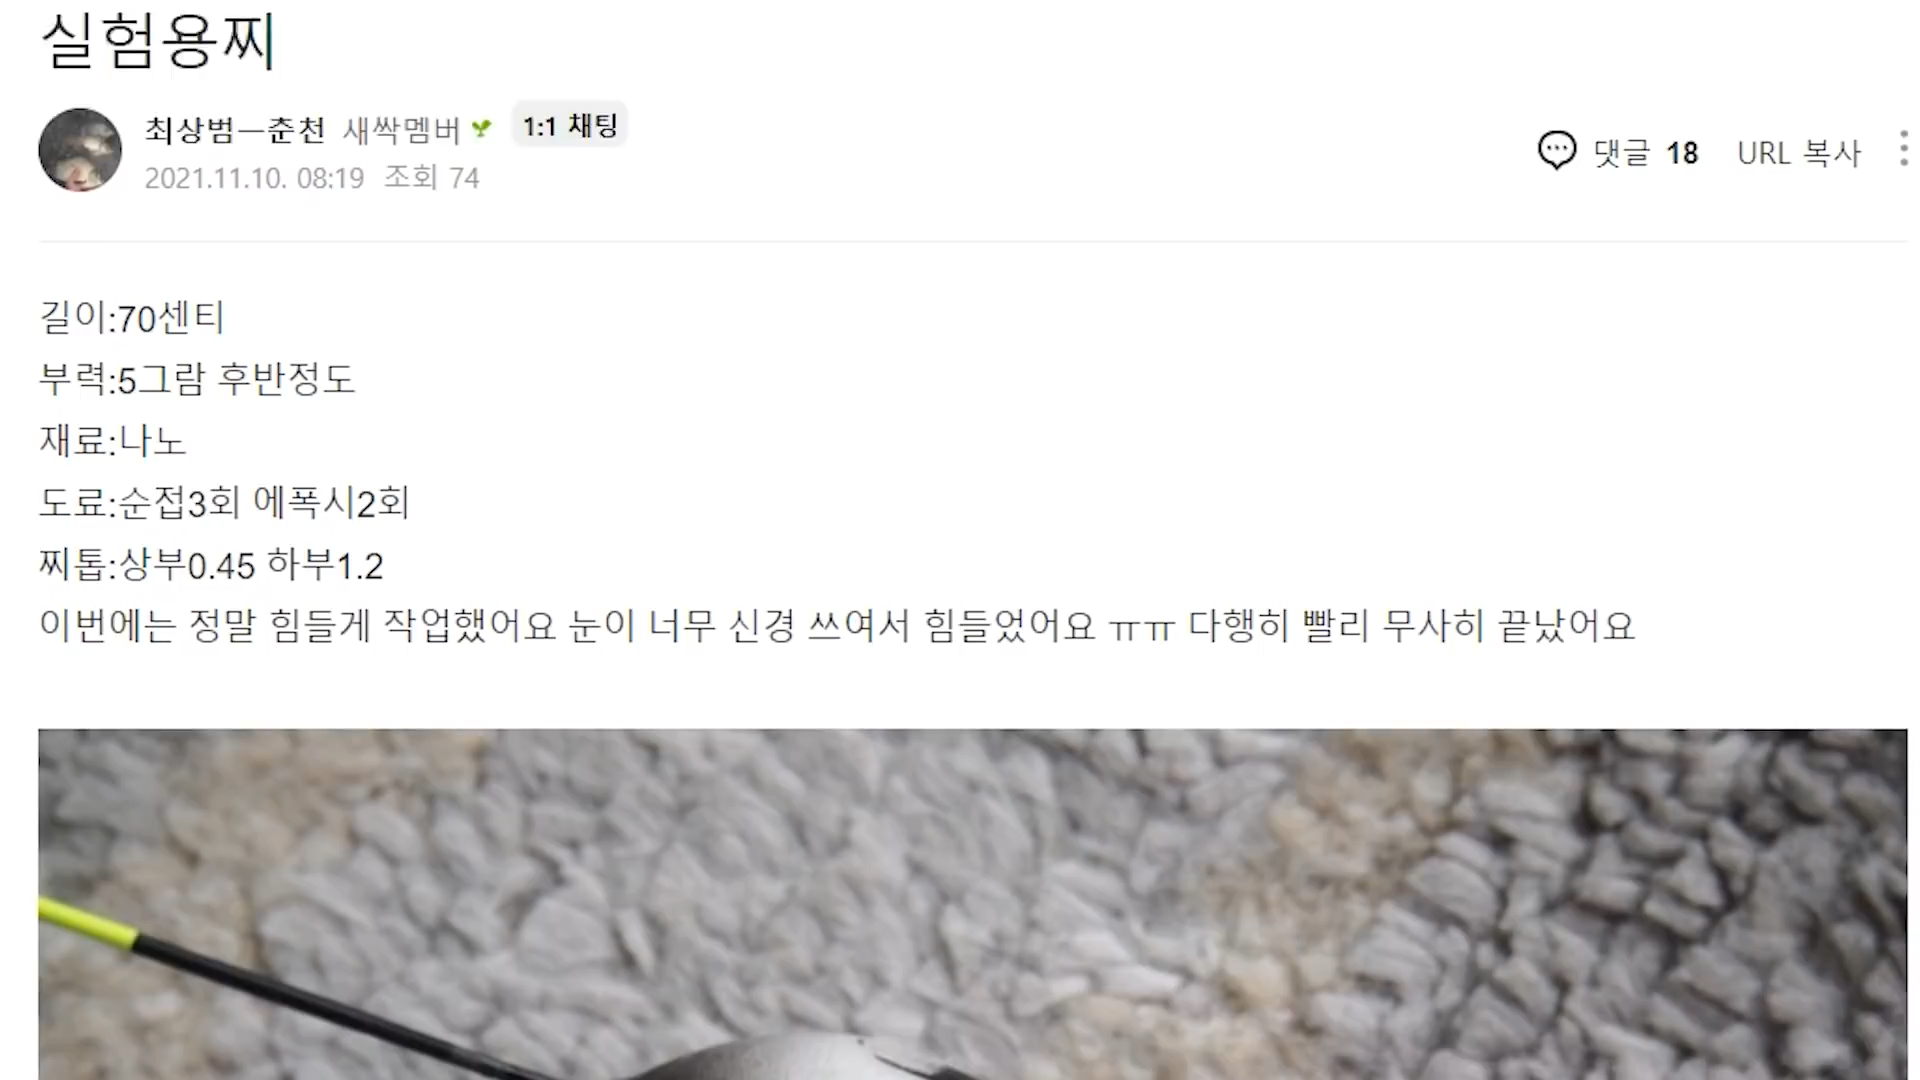 실험용찌
최상범—춘천 새싹멤버 1:1 채팅
2021.11.10. 08:19 조회 74
댓글 18 URL 복사
길이:70센티
부력:5그람 후반정도
재료:나노
도료:순접3회 에폭시2회
찌톱:상부0.45 하부1.2
이번에는 정말 힘들게 작업했어요 눈이 너무 신경 쓰여서 힘들었어요 ㅠㅠ 다행히 빨리 무사히 끝났어요